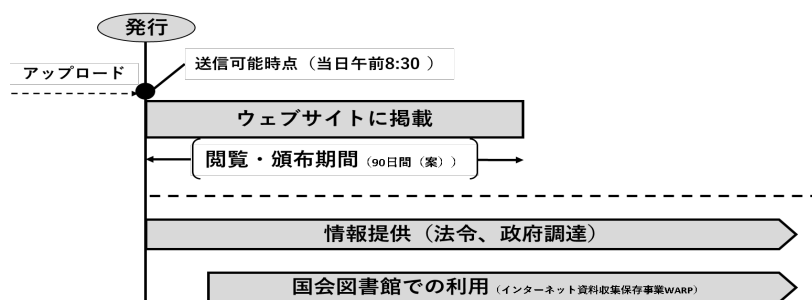 発行
送信可能時点（当日午前8:30 ）
アップロード
ウェブサイトに掲載
閲覧・頒布期間（90日間（案））
情報提供（法令、政府調達）
国会図書館での利用（インターネット資料収集保存事業WARP）